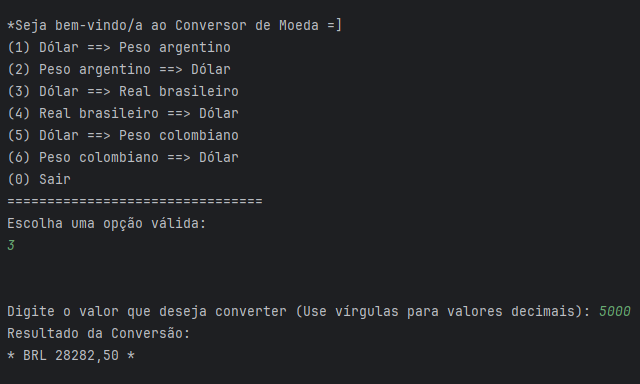 *Seja bem-vindo/a ao Conversor de Moeda =]
(1) Dólar ==> Peso argentino
(2) Peso argentino ==> Dólar
(3) Dólar ==> Real brasileiro
(4) Real brasileiro ==> Dólar
(5) Dólar ==> Peso colombiano
(6) Peso colombiano ==> Dólar
(0) Sair
================================
Escolha uma opção válida:
3
Digite o valor que deseja converter (Use vírgulas para valores decimais): 5000
Resultado da Conversão:
* BRL 28282,50 *